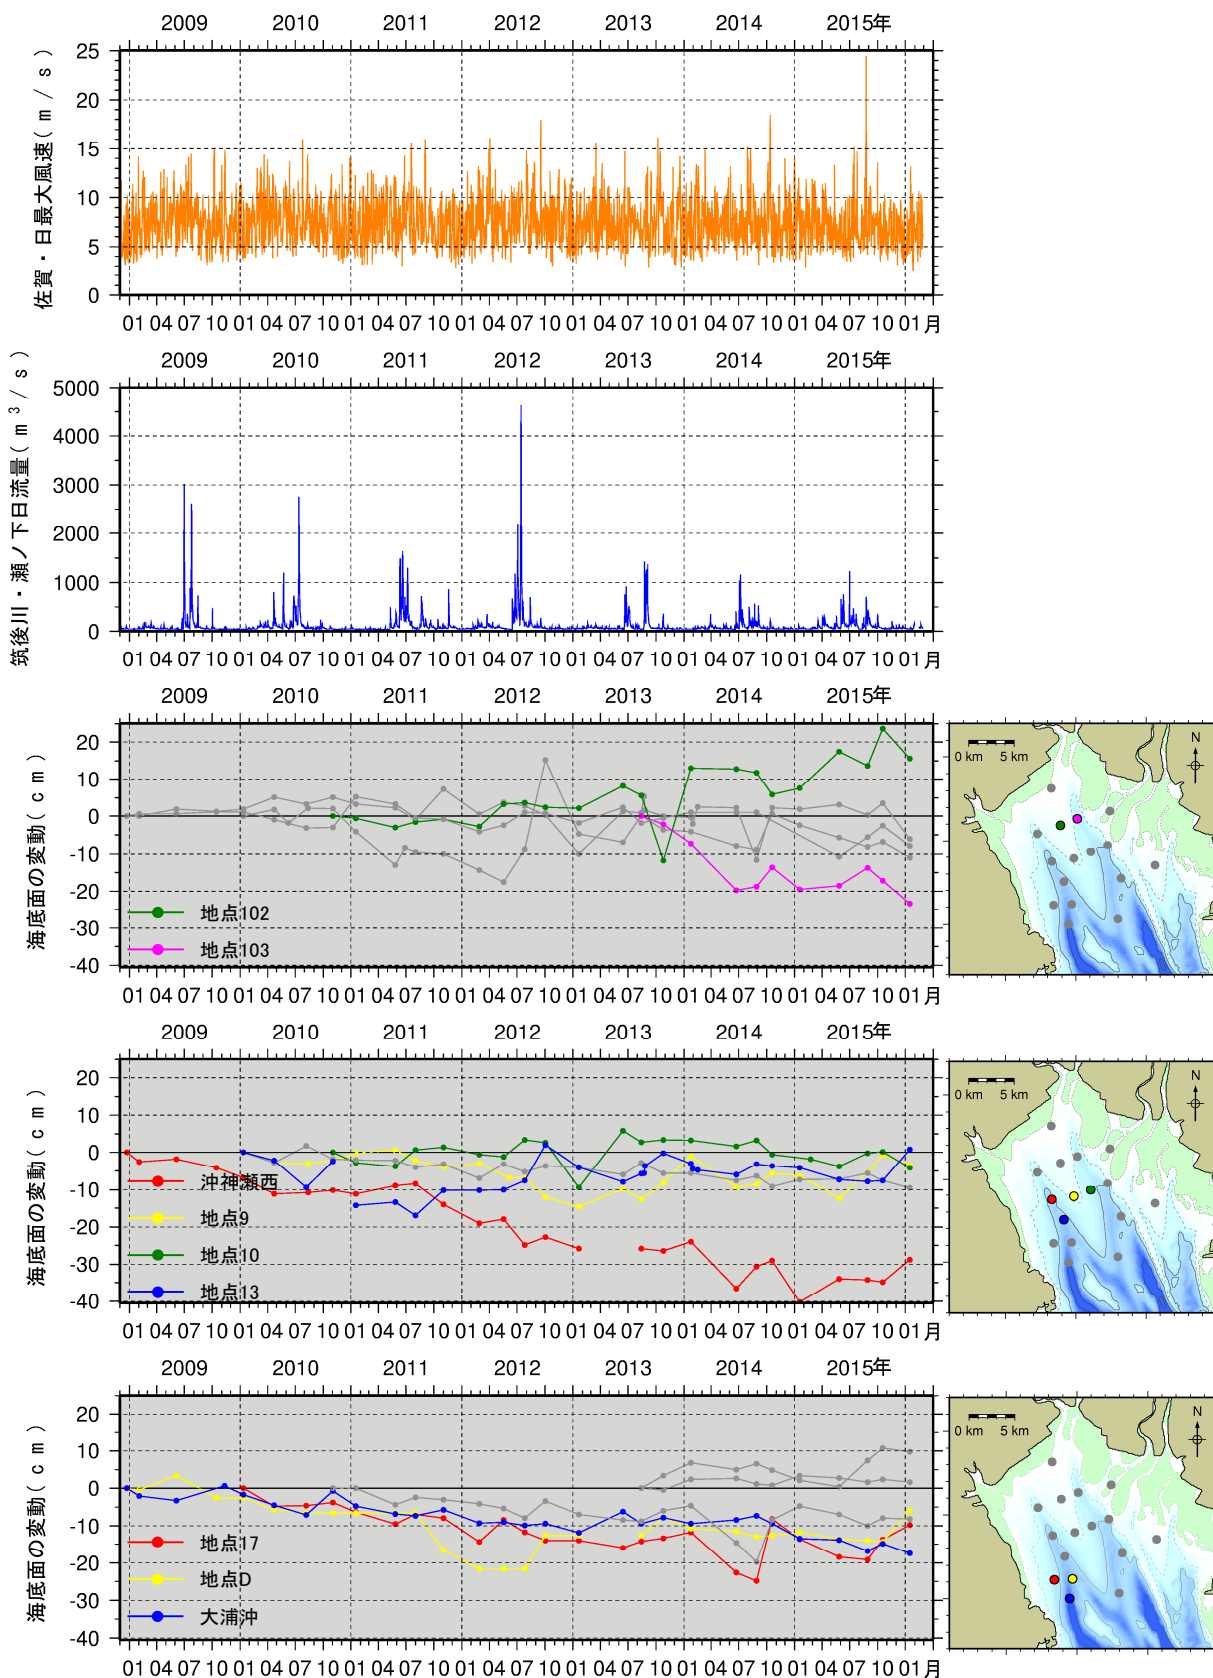 2009 2010 2011 2012 2013 2014 2015年
佐賀・日最大風速(m/s)
25
20
15
10
5
0
01 04 07 10 01 04 07 10 01 04 07 10 01 04 07 10 01 04 07 10 01 04 07 10 01 04 07 10 01 月
2009 2010 2011 2012 2013 2014 2015年
筑後川・瀬ノ下日流量(m³/s)
5000
4000
3000
2000
1000
0
01 04 07 10 01 04 07 10 01 04 07 10 01 04 07 10 01 04 07 10 01 04 07 10 01 04 07 10 01 月
2009 2010 2011 2012 2013 2014 2015年
海底面の変動(cm)
20
10
0
-10
-20
-30
-40
地点102
地点103
01 04 07 10 01 04 07 10 01 04 07 10 01 04 07 10 01 04 07 10 01 04 07 10 01 04 07 10 01 月
N
0 km 5 km
2009 2010 2011 2012 2013 2014 2015年
海底面の変動(cm)
20
10
0
-10
-20
-30
-40
沖神瀬西
地点9
地点10
地点13
01 04 07 10 01 04 07 10 01 04 07 10 01 04 07 10 01 04 07 10 01 04 07 10 01 04 07 10 01 月
N
0 km 5 km
2009 2010 2011 2012 2013 2014 2015年
海底面の変動(cm)
20
10
0
-10
-20
-30
-40
地点17
地点D
大浦沖
01 04 07 10 01 04 07 10 01 04 07 10 01 04 07 10 01 04 07 10 01 04 07 10 01 04 07 10 01 月
N
0 km 5 km